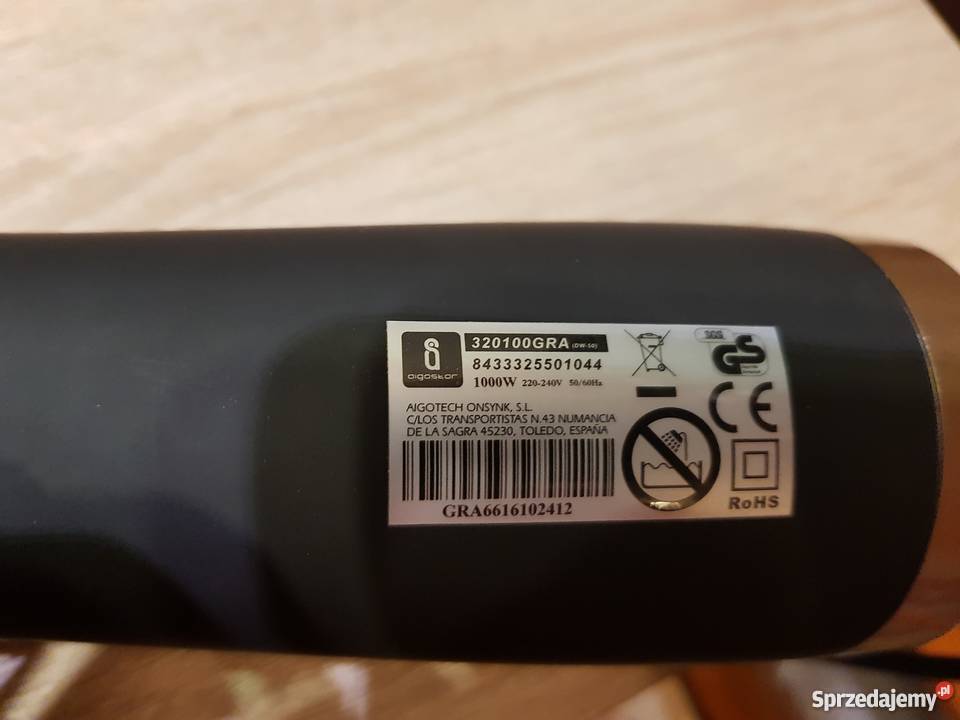 aigostar
320100GRA (DW-50)
8433325501044
1000W 220-240V 50/60Hz
AIGOTECH ONSYNK, S.L.
C/LOS TRANSPORTISTAS N.43 NUMANCIA
DE LA SAGRA 45230, TOLEDO, ESPAÑA
GRA6616102412
SGS
GS
CE
RoHS
Sprzedajemy.pl